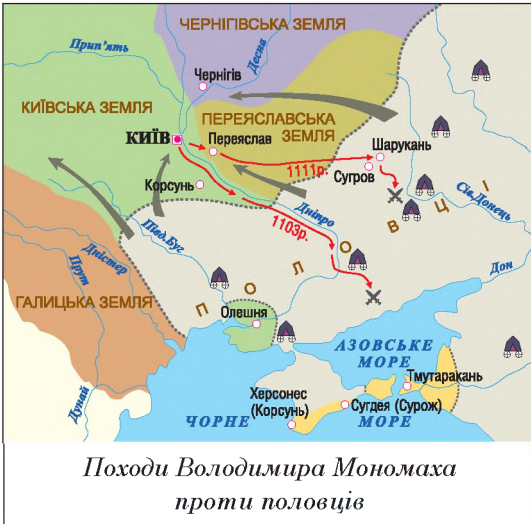 ЧЕРНІГІВСЬКА ЗЕМЛЯ
Прип’ять
Десна
Чернігів
КИЇВСЬКА ЗЕМЛЯ
ПЕРЕЯСЛАВСЬКА
ЗЕМЛЯ
КИЇВ
Переяслав
Шарукань
1111р.
Сугров
Корсунь
Сів.Донець
Дніпро
Півд.Буг
1103р.
ПОЛОВЦІ
Дністер
Прут
Дон
ГАЛИЦЬКА ЗЕМЛЯ
Олешня
АЗОВСЬКЕ
МОРЕ
Тмутаракань
Дунай
Херсонес
(Корсунь)
Сугдея (Сурож)
ЧОРНЕ
МОРЕ
Походи Володимира Мономаха
проти половців